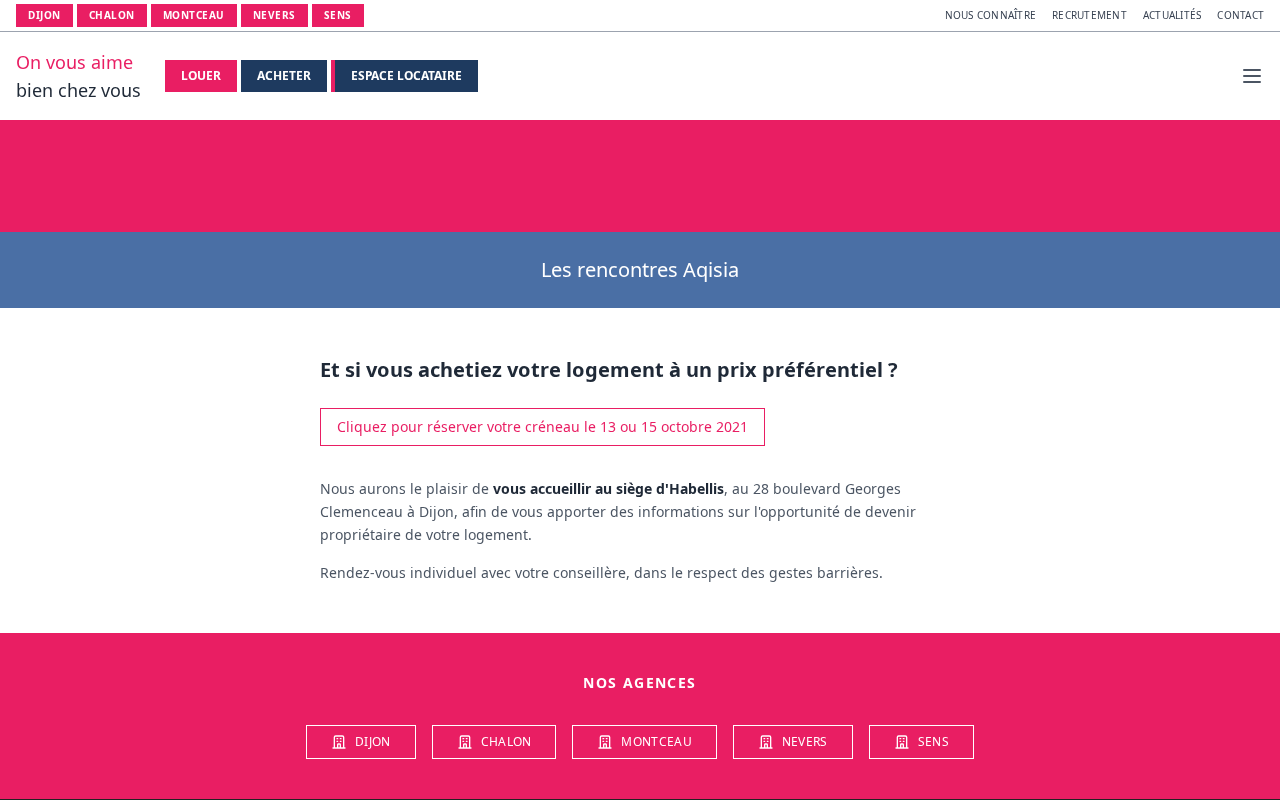 DIJON CHALON MONTCEAU NEVERS SENS NOUS CONNAÎTRE RECRUTEMENT ACTUALITÉS CONTACT
On vous aime
bien chez vous
LOUER ACHETER ESPACE LOCATAIRE
Les rencontres Aqisia
Et si vous achetiez votre logement à un prix préférentiel ?
Cliquez pour réserver votre créneau le 13 ou 15 octobre 2021
Nous aurons le plaisir de vous accueillir au siège d'Habellis, au 28 boulevard Georges
Clemenceau à Dijon, afin de vous apporter des informations sur l'opportunité de devenir
propriétaire de votre logement.
Rendez-vous individuel avec votre conseillère, dans le respect des gestes barrières.
NOS AGENCES
DIJON CHALON MONTCEAU NEVERS SENS